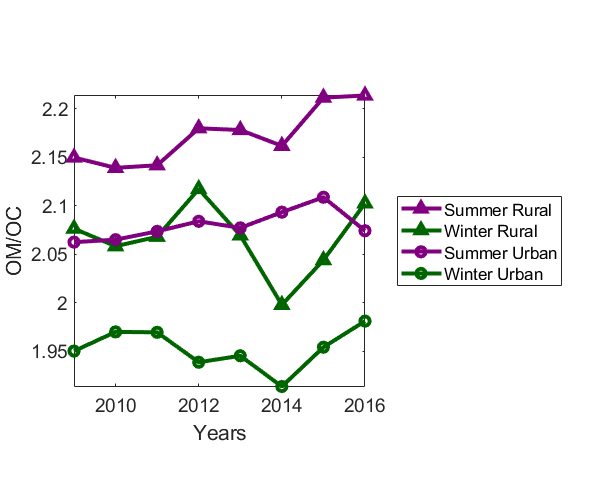 2.2
2.15
2.1
2.05
2
1.95
OM/OC
2010
2012
2014
2016
Years
Summer Rural
Winter Rural
Summer Urban
Winter Urban